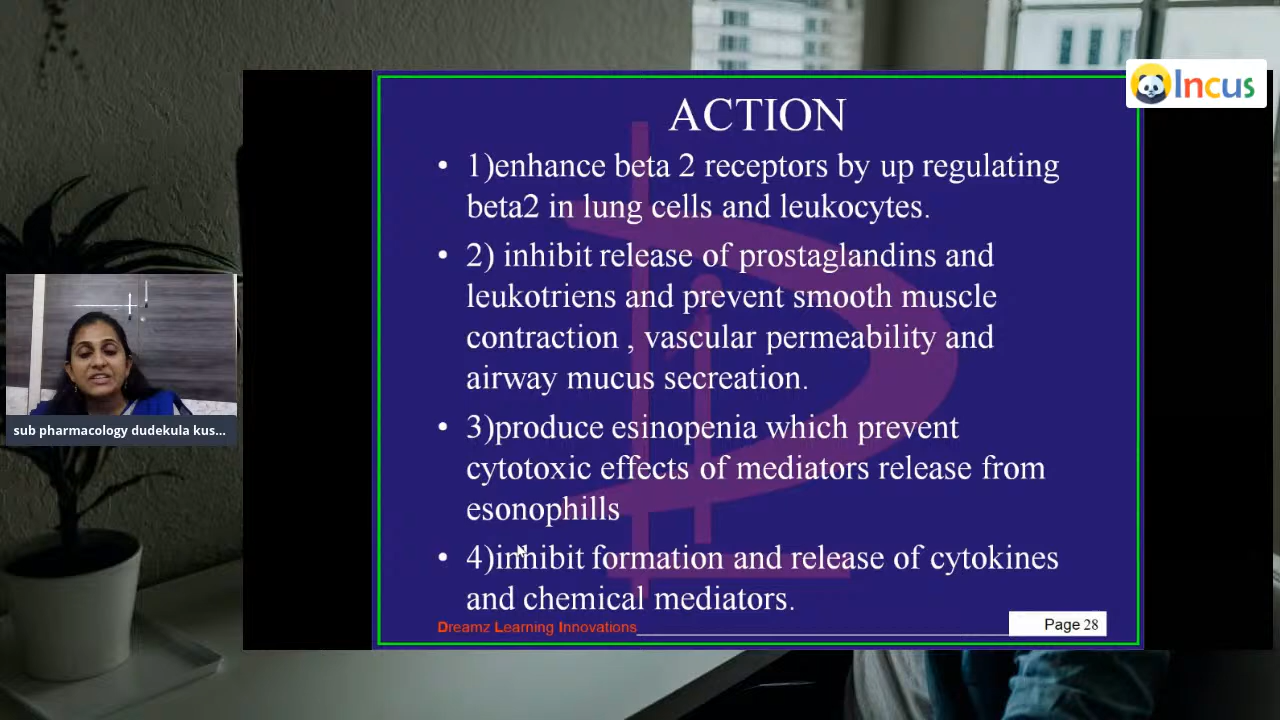 Incus
ACTION
• 1)enhance beta 2 receptors by up regulating
beta2 in lung cells and leukocytes.
• 2) inhibit release of prostaglandins and
leukotriens and prevent smooth muscle
contraction , vascular permeability and
airway mucus secretion.
• 3)produce esinopenia which prevent
cytotoxic effects of mediators release from
esonophills
• 4)inhibit formation and release of cytokines
and chemical mediators.
Dreamz Learning Innovations
Page 28
sub pharmacology dudekula kus...